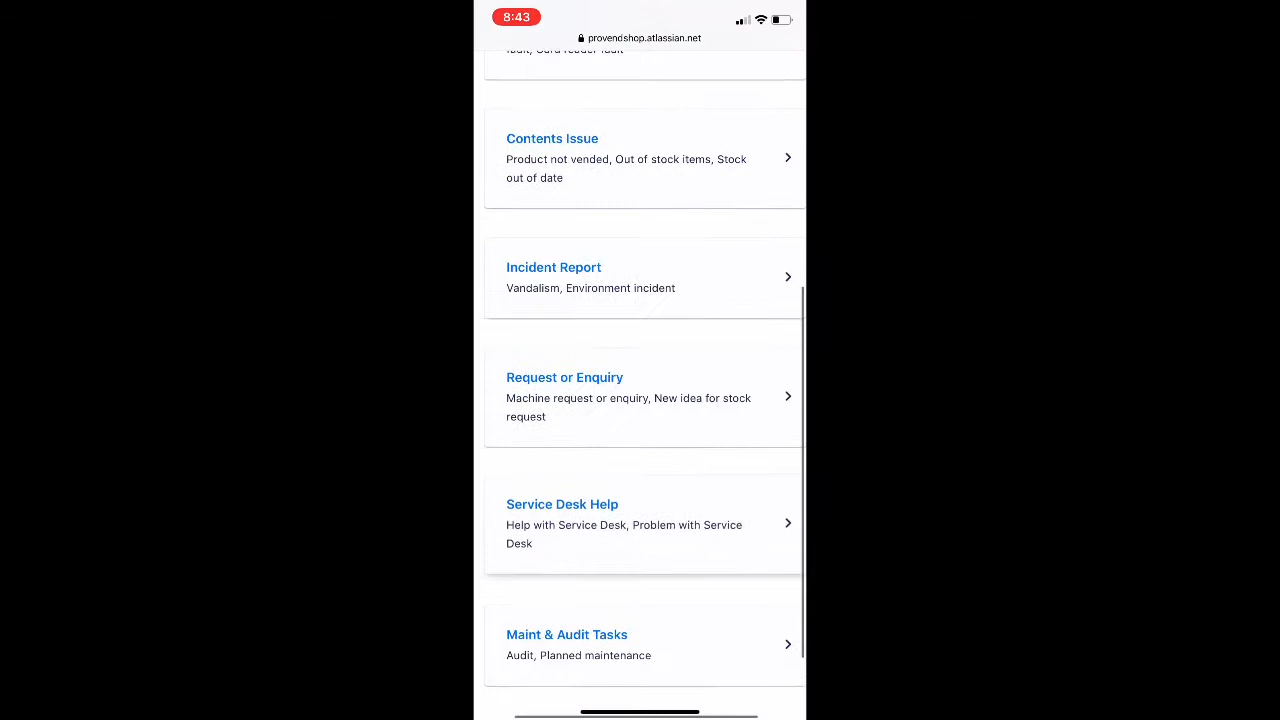 8:43
provendshop.atlassian.net
fault, Card reader fault
Contents Issue
Product not vended, Out of stock items, Stock
out of date
Incident Report
Vandalism, Environment incident
Request or Enquiry
Machine request or enquiry, New idea for stock
request
Service Desk Help
Help with Service Desk, Problem with Service
Desk
Maint & Audit Tasks
Audit, Planned maintenance